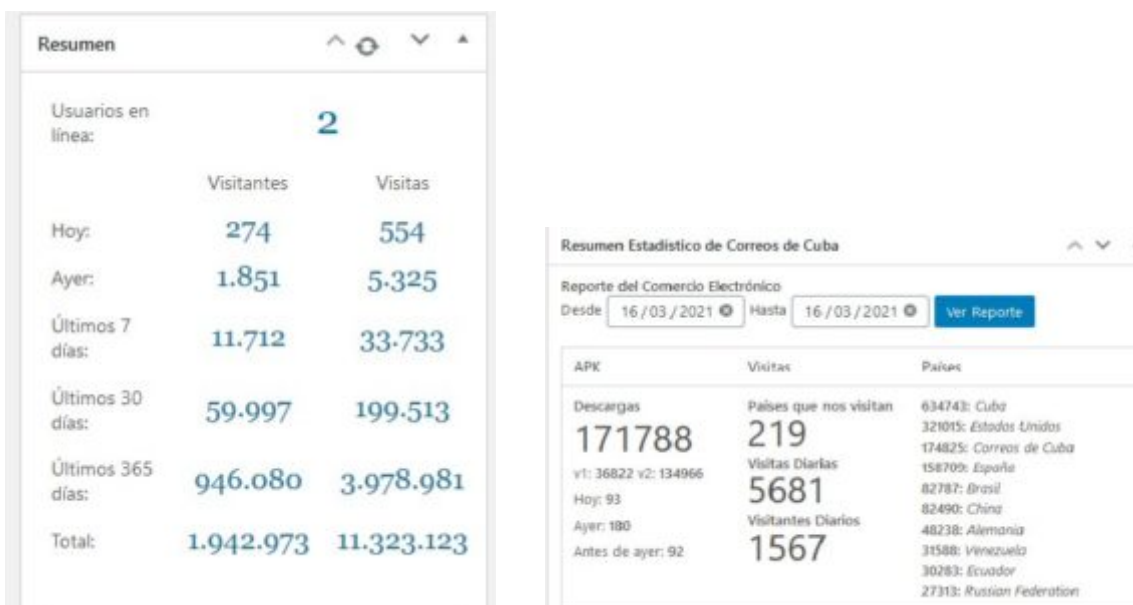 Resumen
Usuarios en
línea:
2
Visitantes Visitas
Hoy: 274 554
Ayer: 1.851 5.325
Últimos 7
días:
11.712 33.733
Últimos 30
días:
59.997 199.513
Últimos 365
días:
946.080 3.978.981
Total: 1.942.973 11.323.123
Resumen Estadístico de Correos de Cuba
Reporte del Comercio Electrónico
Desde 16/03/2021 Hasta 16/03/2021 Ver Reporte
APK Visitas Países
Descargas
171788
v1: 36822 v2: 134966
Hoy: 93
Ayer: 180
Antes de ayer: 92
Países que nos visitan
219
Visitas Diarias
5681
Visitantes Diarios
1567
634743: Cuba
321015: Estados Unidos
174825: Correos de Cuba
158709: España
82787: Brasil
82490: China
48238: Alemania
31588: Venezuela
30283: Ecuador
27313: Russian Federation